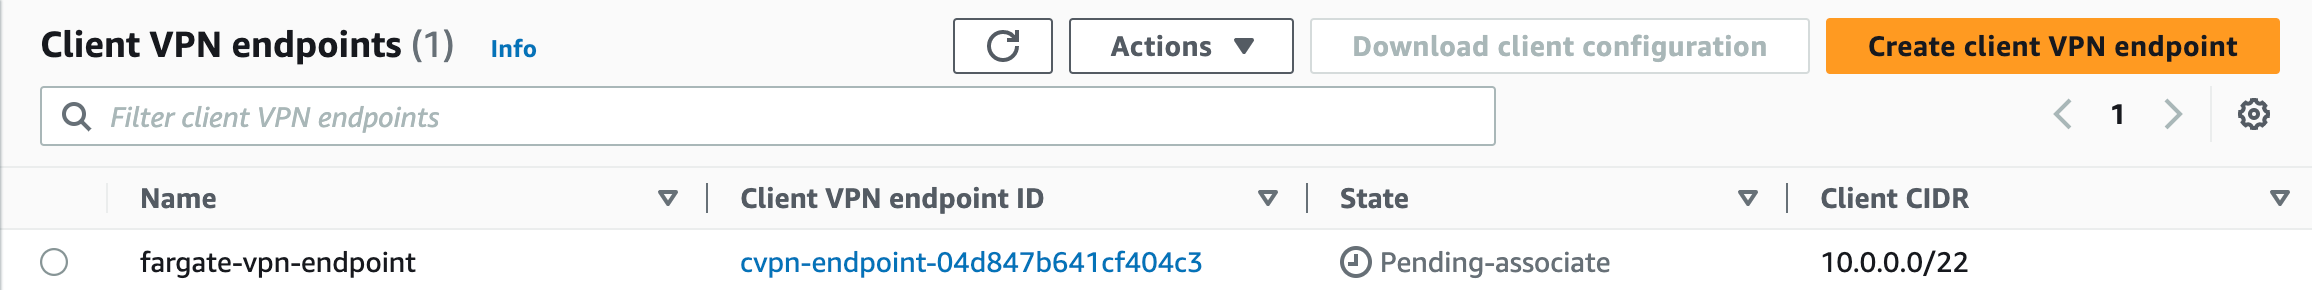 Client VPN endpoints (1) Info Actions Download client configuration Create client VPN endpoint
Filter client VPN endpoints 1
Name Client VPN endpoint ID State Client CIDR
fargate-vpn-endpoint cvpn-endpoint-04d847b641cf404c3 Pending-associate 10.0.0.0/22